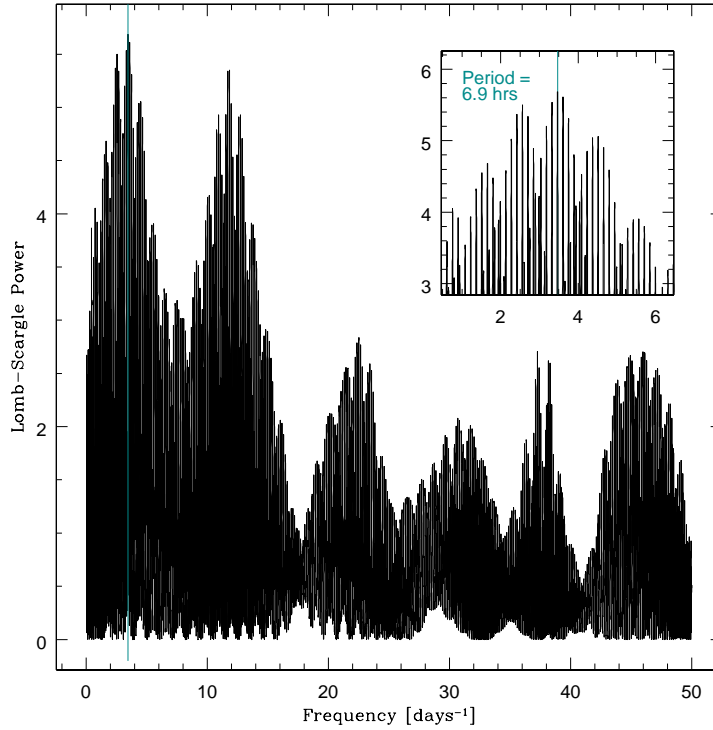 Period =
6.9 hrs
6
5
4
3
2 4 6
4
2
0
Lomb-Scargle Power
0 10 20 30 40 50
Frequency [days⁻¹]